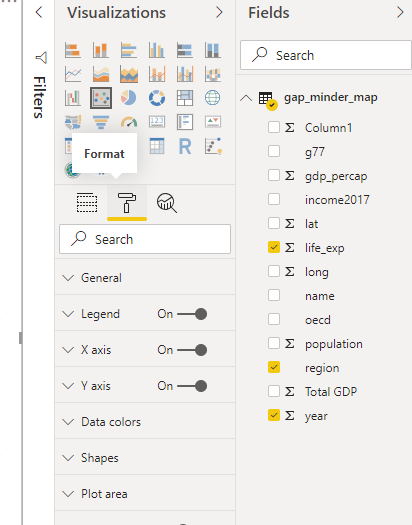 Visualizations
Filters
Format
Search
General
Legend On
X axis On
Y axis On
Data colors
Shapes
Plot area
Fields
Search
gap_minder_map
Σ Column1
g77
Σ gdp_percap
income2017
Σ lat
Σ life_exp
Σ long
name
oecd
Σ population
region
Σ Total GDP
Σ year